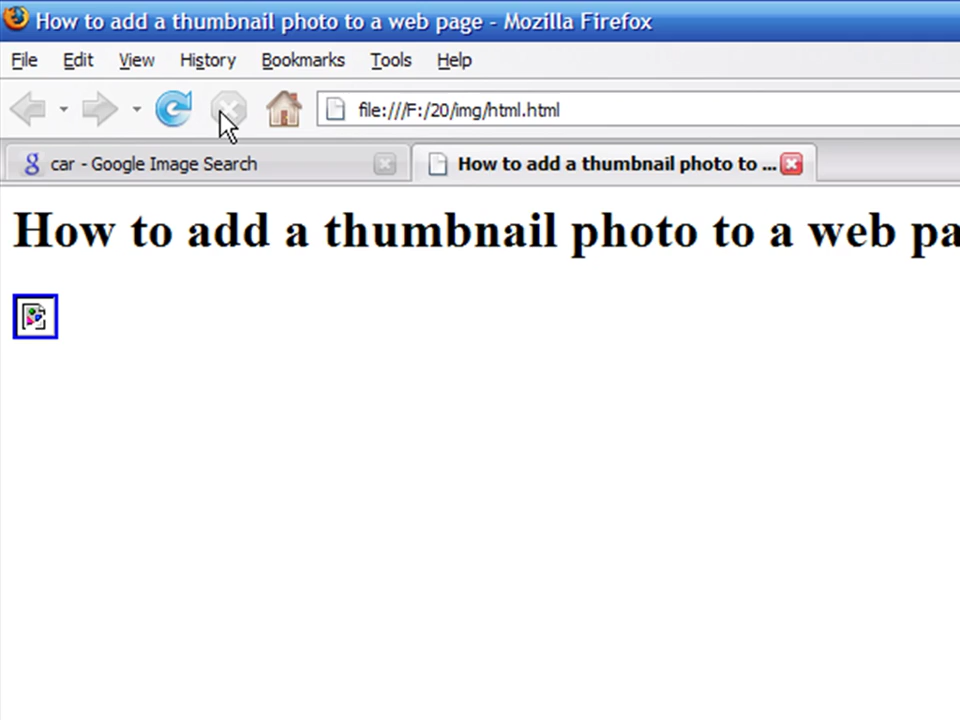 How to add a thumbnail photo to a web page - Mozilla Firefox
File Edit View History Bookmarks Tools Help
file:///F:/20/img/html.html
car - Google Image Search How to add a thumbnail photo to ...
How to add a thumbnail photo to a web pa